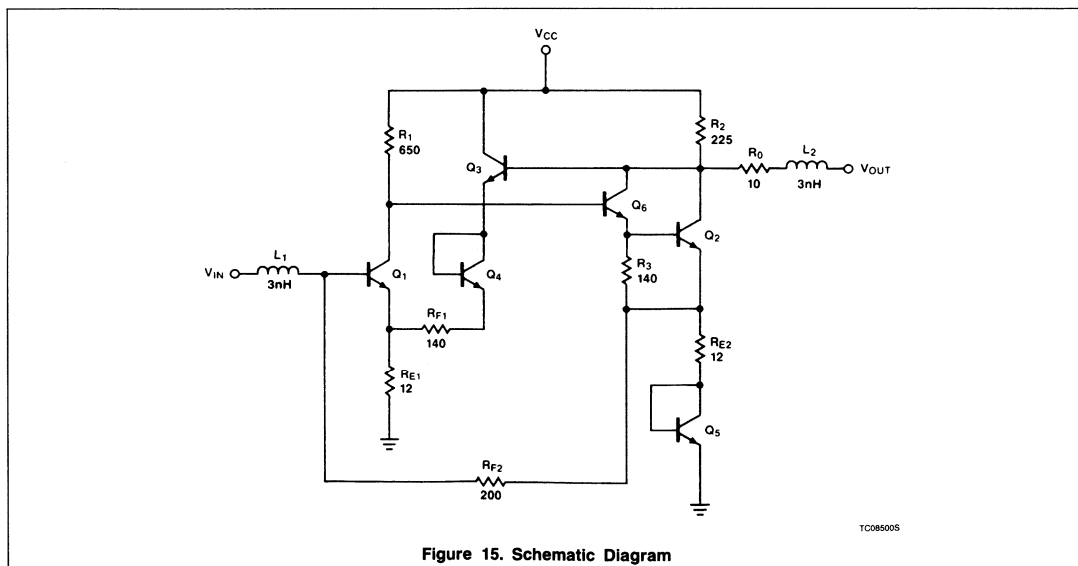 VCC
R1
650
R2
225
R0
10
L2
3nH
VOUT
Q3
Q6
Q2
L1
3nH
VIN
Q1
Q4
R3
140
RF1
140
RE1
12
RE2
12
Q5
RF2
200
TC08500S
Figure 15. Schematic Diagram